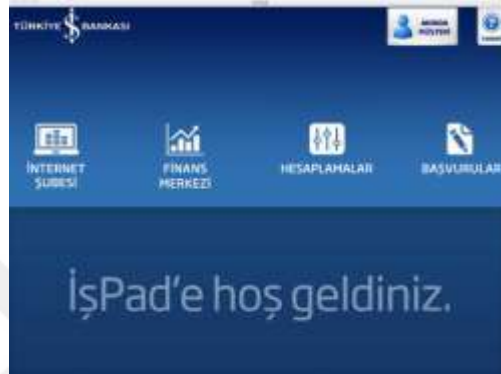 TÜRKİYE İŞ BANKASI
İNTERNET ŞUBESİ
FİNANS MERKEZİ
HESAPLAMALAR
BAŞVURULAR
İşPad'e hoş geldiniz.